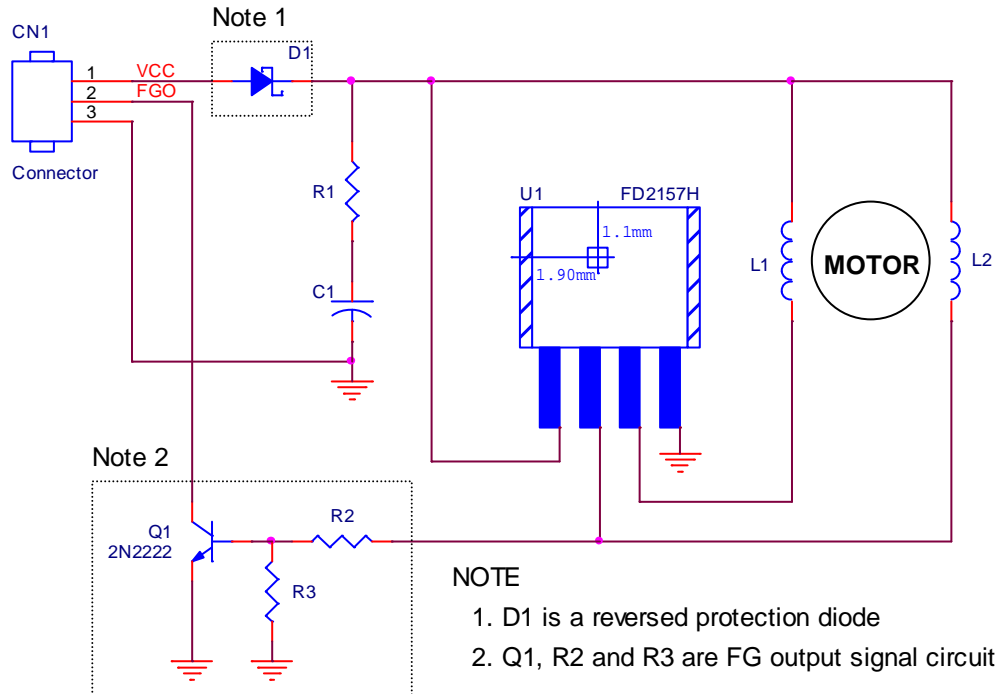 Note 1
CN1
D1
1
VCC
2
FGO
3
Connector
R1
U1
FD2157H
1.1mm
1.90mm
L1
MOTOR
L2
C1
Note 2
Q1
2N2222
R2
R3
NOTE
1. D1 is a reversed protection diode
2. Q1, R2 and R3 are FG output signal circuit